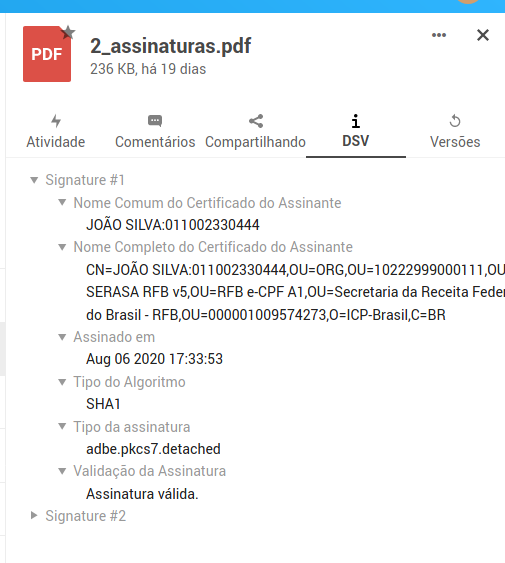 PDF
2_assinaturas.pdf
236 KB, há 19 dias
Atividade
Comentários
Compartilhando
DSV
Versões
Signature #1
Nome Comum do Certificado do Assinante
JOÃO SILVA:011002330444
Nome Completo do Certificado do Assinante
CN=JOÃO SILVA:011002330444,OU=ORG,OU=10222999000111,OU
SERASA RFB v5,OU=RFB e-CPF A1,OU=Secretaria da Receita Feder
do Brasil - RFB,OU=000001009574273,O=ICP-Brasil,C=BR
Assinado em
Aug 06 2020 17:33:53
Tipo do Algoritmo
SHA1
Tipo da assinatura
adbe.pkcs7.detached
Validação da Assinatura
Assinatura válida.
Signature #2